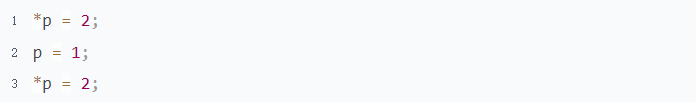 1 *p = 2;
2 p = 1;
3 *p = 2;